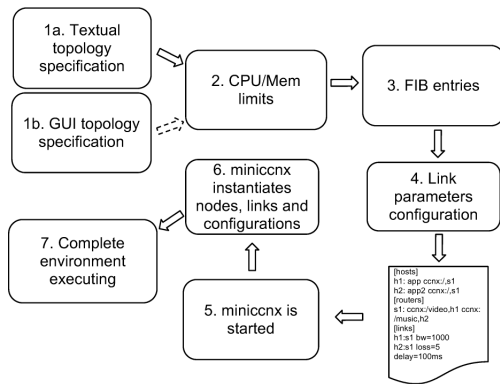 1a. Textual
topology
specification
1b. GUI topology
specification
2. CPU/Mem
limits
3. FIB entries
4. Link
parameters
configuration
[hosts]
h1: app ccnx:/,s1
h2: app2 ccnx:/,s1
[routers]
s1: ccnx:/video,h1 ccnx:
/music,h2
[links]
h1:s1 bw=1000
h2:s1 loss=5
delay=100ms
5. miniccnx is
started
6. miniccnx
instantiates
nodes, links and
configurations
7. Complete
environment
executing